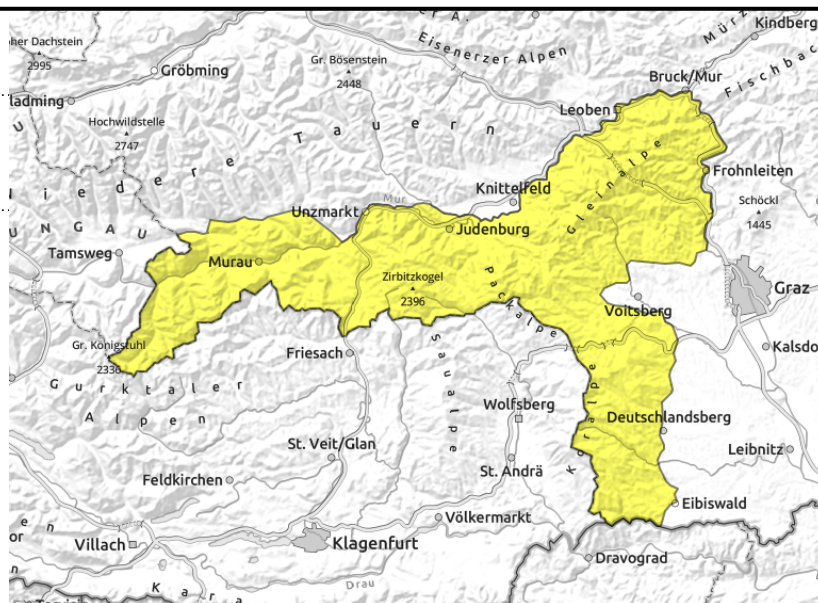 Kindberg
Mürz
Eisenerzer Alpen
her Dachstein
2995
Gröbming
Gr. Bösenstein
2448
Bruck/Mur
Fischbac
ladming
Leoben
Hochwildstelle
2747
Niedere Tauern
Gleinalpe
Frohnleiten
Knittelfeld
Schöckl
1445
Mur
Unzmarkt
UNGAU
Judenburg
Tamsweg
Murau
Zirbitzkogel
2396
Packalpe
Graz
Voitsberg
Gr. Königstuhl
2336
Friesach
Kalsdo
Gurktaler
Alpen
Saualpe
Koralpe
Wolfsberg
Deutschlandsberg
St. Veit/Glan
Leibnitz
Feldkirchen
St. Andrä
Eibiswald
Völkermarkt
Villach
Klagenfurt
Dravograd
Drau
Kara